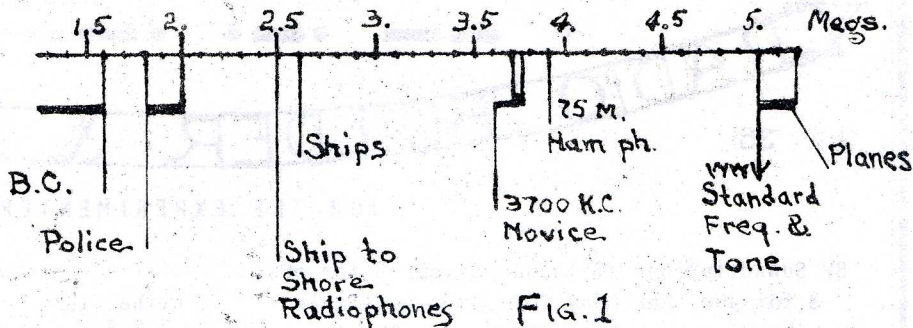 1.5 2. 2.5 3. 3.5 4. 4.5 5. Megs.
B.C.
Police
Ships
Ship to
Shore
Radiophones
3700 K.C.
Novice
75 M.
Ham ph.
WWV
Standard
Freq. &
Tone
Planes
FIG. 1